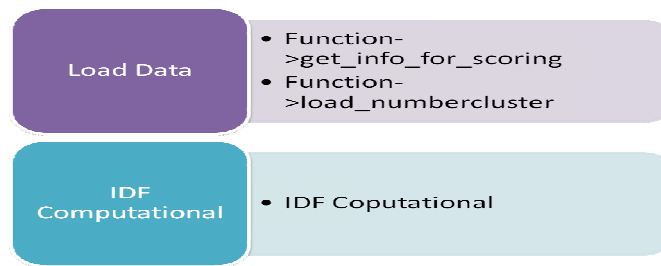 Load Data
• Function-
>get_info_for_scoring
• Function-
>load_numbercluster
IDF
Computational
• IDF Coputational